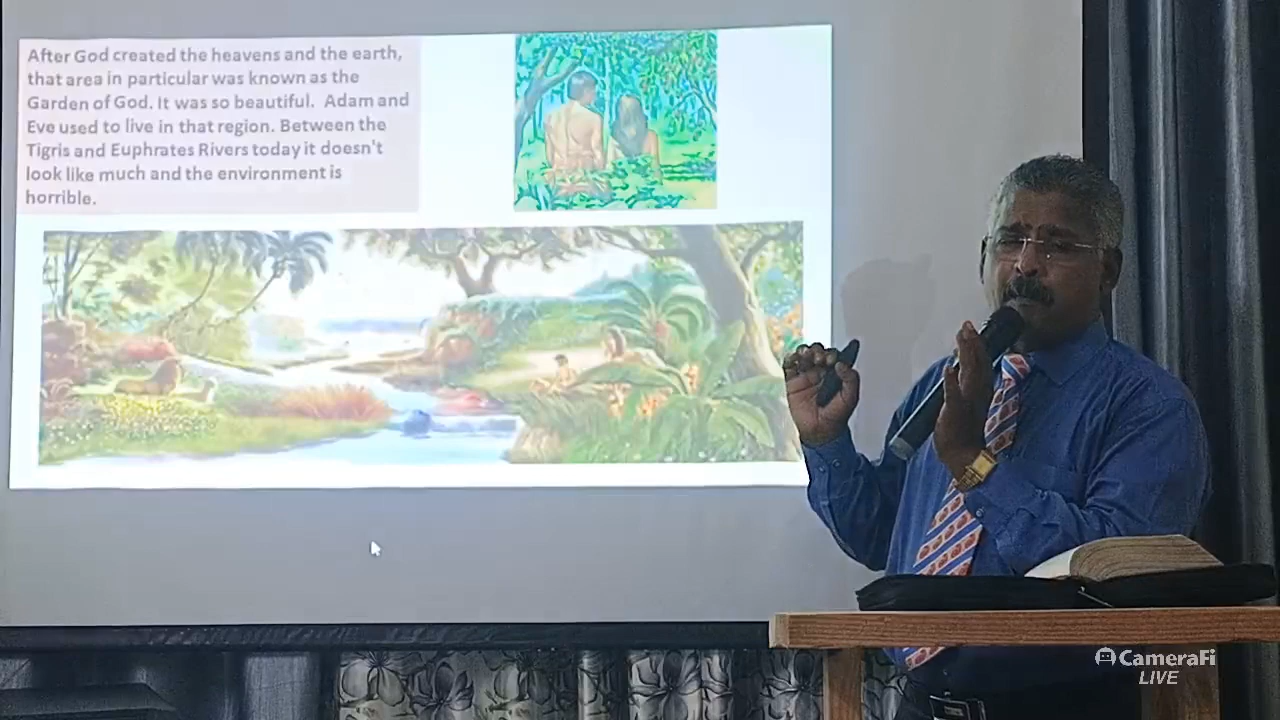 After God created the heavens and the earth,
that area in particular was known as the
Garden of God. It was so beautiful.  Adam and
Eve used to live in that region. Between the
Tigris and Euphrates Rivers today it doesn't
look like much and the environment is
horrible.
CameraFi
LIVE